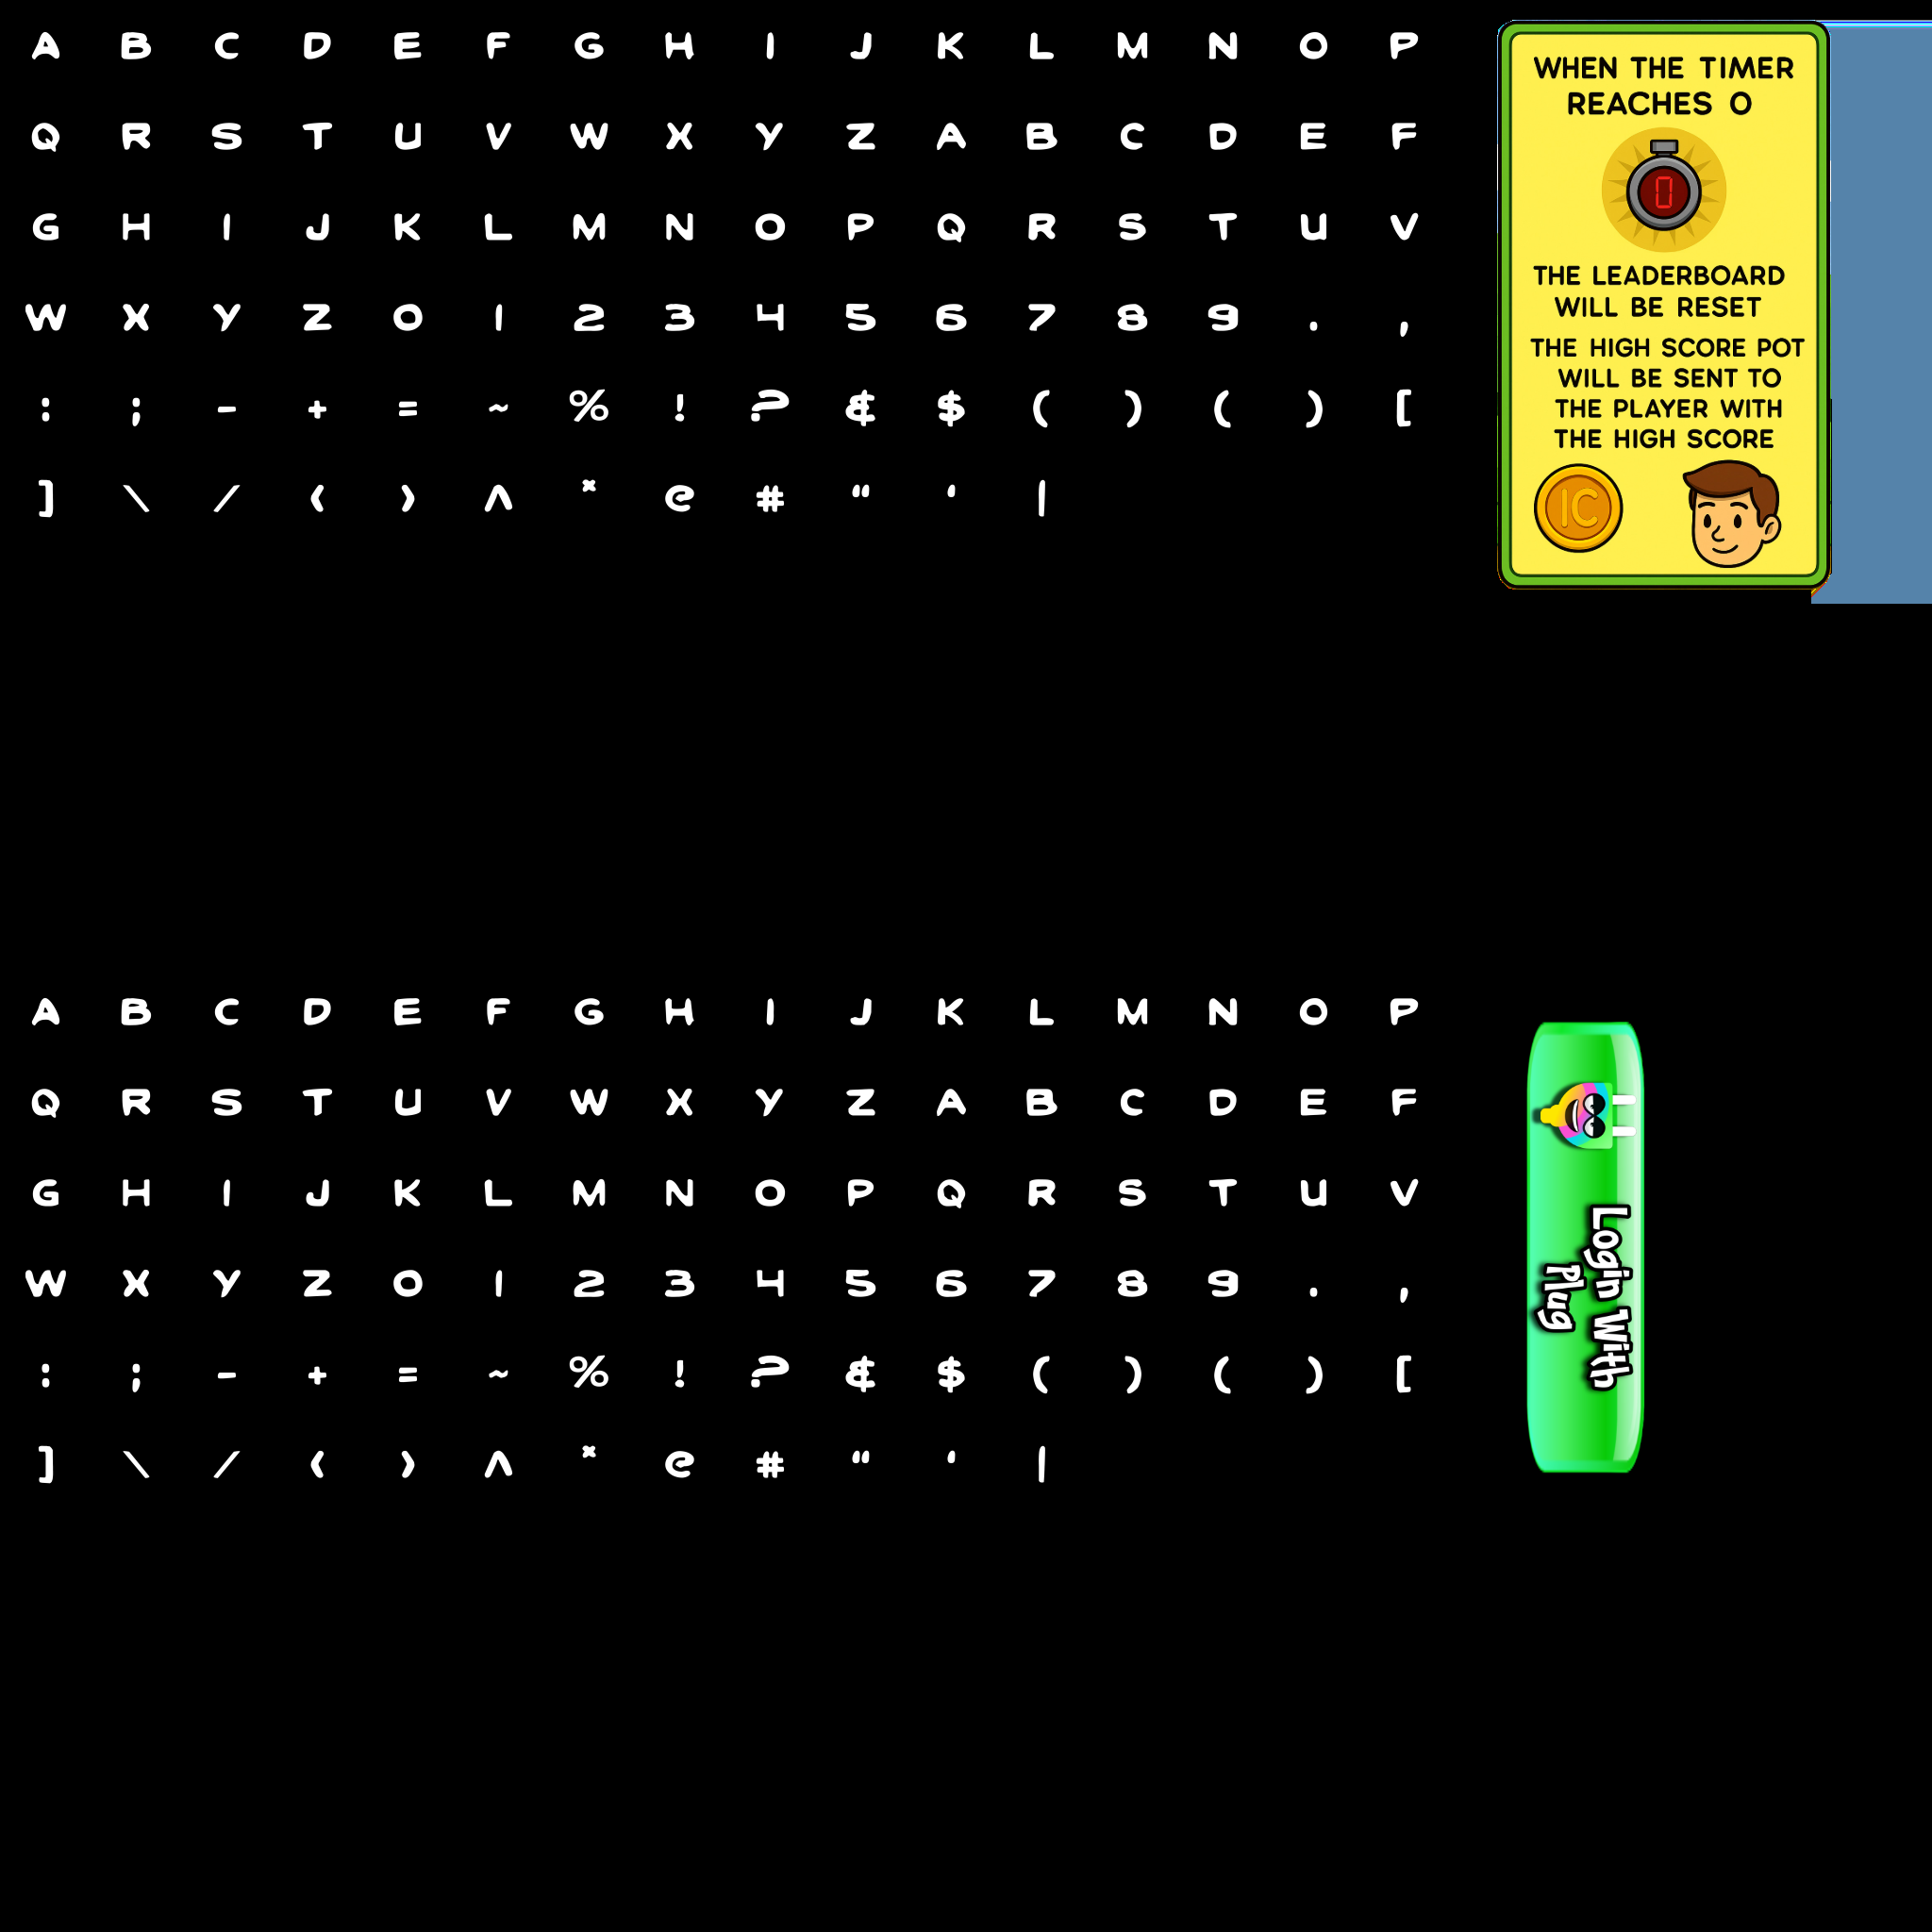 A B C D E F G H I J K L M N O P
Q R S T U V W X Y Z A B C D E F
G H I J K L M N O P Q R S T U V
W X Y Z 0 1 2 3 4 5 6 7 8 9 . ,
: ; - + = ~ % ! ? & $ ( ) ( ) [
] \ / < > ^ * @ # " ' |
WHEN THE TIMER
REACHES 0
0
THE LEADERBOARD
WILL BE RESET
THE HIGH SCORE POT
WILL BE SENT TO
THE PLAYER WITH
THE HIGH SCORE
IC
A B C D E F G H I J K L M N O P
Q R S T U V W X Y Z A B C D E F
G H I J K L M N O P Q R S T U V
W X Y Z 0 1 2 3 4 5 6 7 8 9 . ,
: ; - + = ~ % ! ? & $ ( ) ( ) [
] \ / < > ^ * @ # " ' |
Login With
Plug